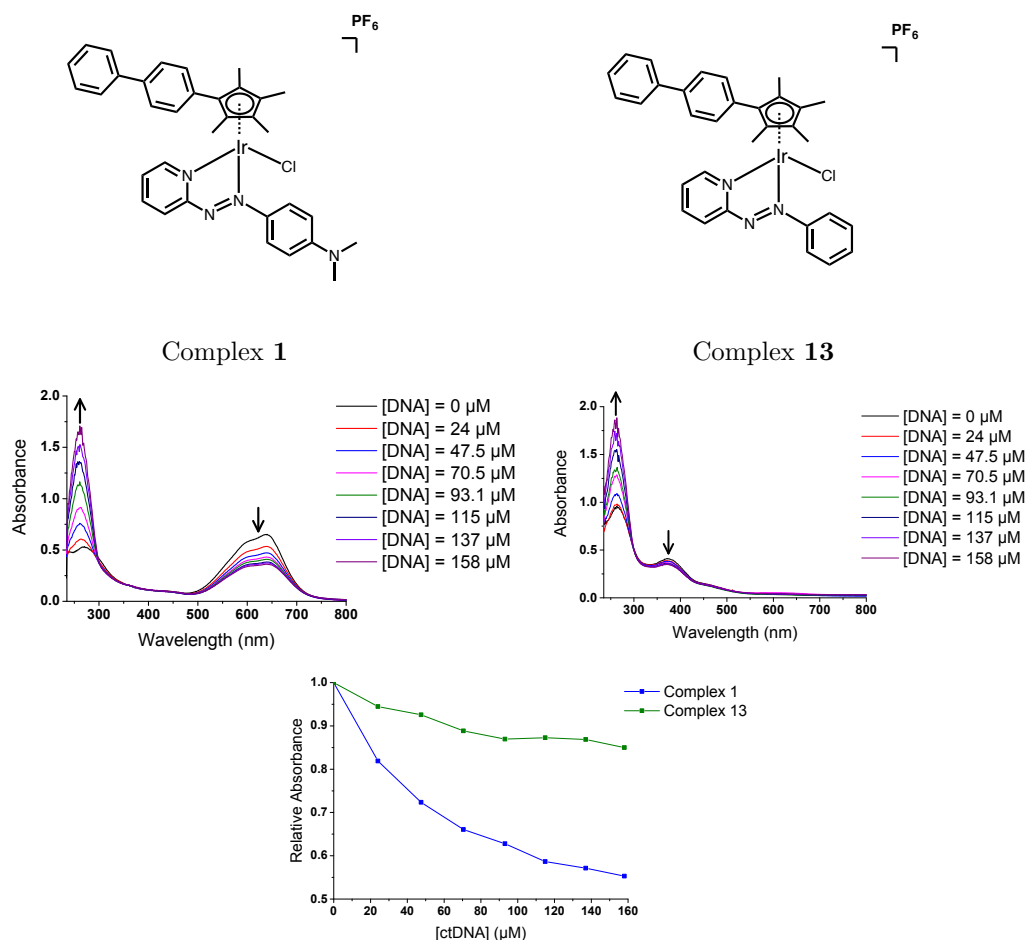 PF6
Ir
N
Cl
N
N
N
PF6
Ir
N
Cl
N
N
Complex 1
Complex 13
[DNA] = 0 µM
[DNA] = 24 µM
[DNA] = 47.5 µM
[DNA] = 70.5 µM
[DNA] = 93.1 µM
[DNA] = 115 µM
[DNA] = 137 µM
[DNA] = 158 µM
2.0
1.5
1.0
0.5
0.0
Absorbance
300 400 500 600 700 800
Wavelength (nm)
[DNA] = 0 µM
[DNA] = 24 µM
[DNA] = 47.5 µM
[DNA] = 70.5 µM
[DNA] = 93.1 µM
[DNA] = 115 µM
[DNA] = 137 µM
[DNA] = 158 µM
2.0
1.5
1.0
0.5
0.0
Absorbance
300 400 500 600 700 800
Wavelength (nm)
Complex 1
Complex 13
1.0
0.9
0.8
0.7
0.6
0.5
Relative Absorbance
0 20 40 60 80 100 120 140 160
[ctDNA] (µM)